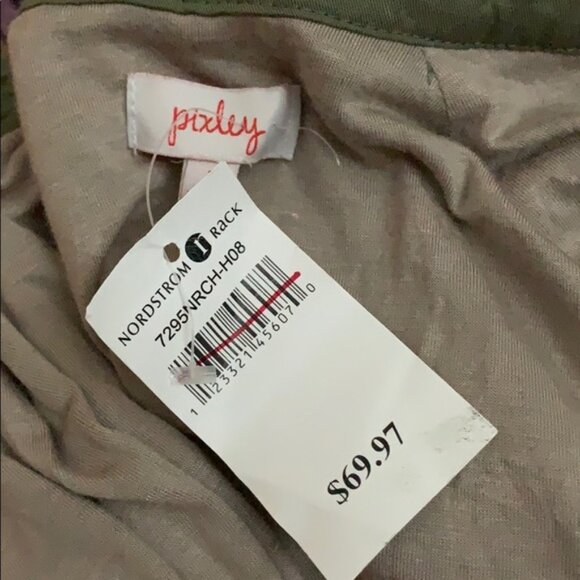 pixley
NORDSTROM r RACK
7295NRCH-H08
1 23321 45607 0
$69.97